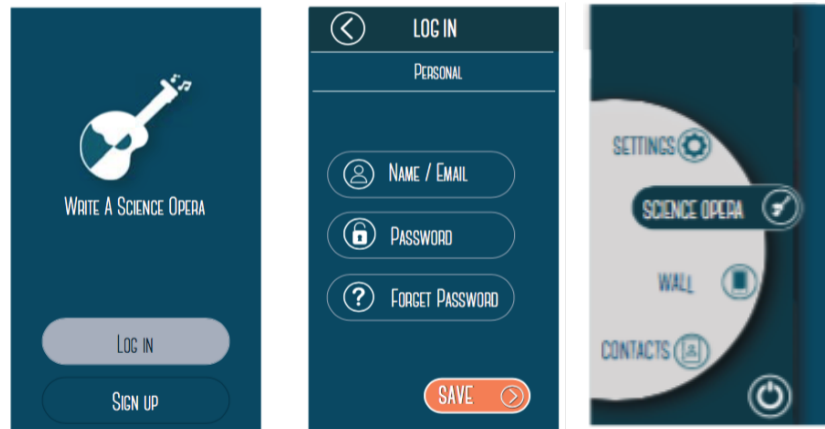 Write A Science Opera
Log in
Sign up
LOG IN
Personal
Name / Email
Password
Forget Password
SAVE
SETTINGS
SCIENCE OPERA
WALL
CONTACTS